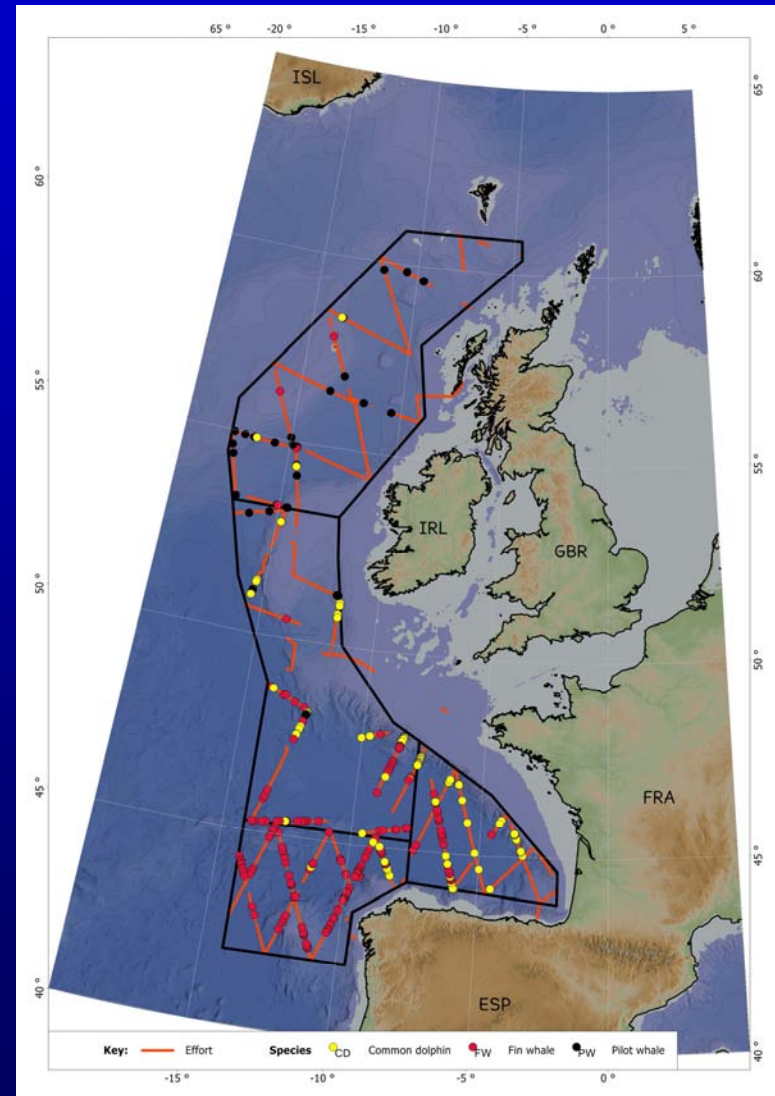 65 ° -20 ° -15 ° -10 ° -5 ° 0 ° 5 °
ISL
65 °
60 °
60 °
55 °
55 °
IRL
GBR
50 °
50 °
45 °
FRA
45 °
40 °
ESP
40 °
Key: Effort Species CD Common dolphin FW Fin whale PW Pilot whale
-15 ° -10 ° -5 ° 0 °